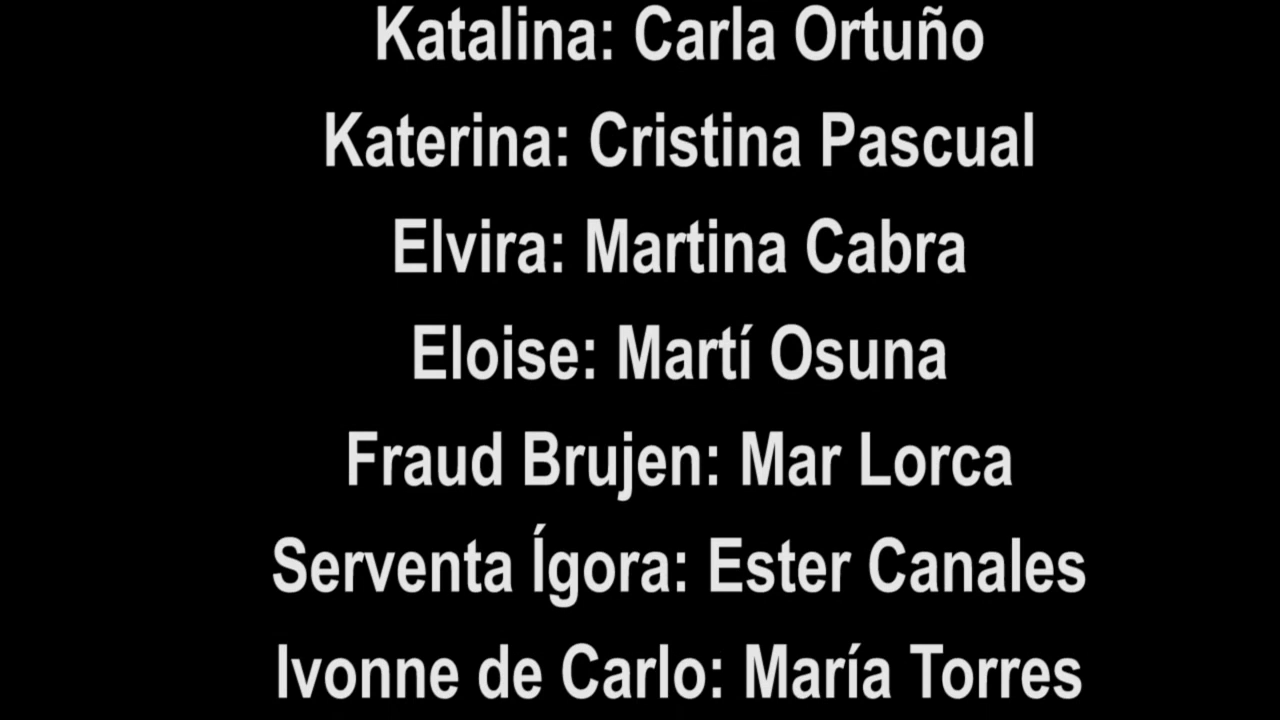 Katalina: Carla Ortuño
Katerina: Cristina Pascual
Elvira: Martina Cabra
Eloise: Martí Osuna
Fraud Brujen: Mar Lorca
Serventa Ígora: Ester Canales
Ivonne de Carlo: María Torres